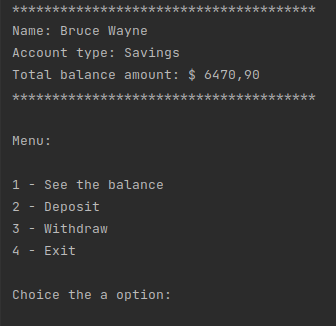 **************************************
Name: Bruce Wayne
Account type: Savings
Total balance amount: $ 6470,90
**************************************
Menu:
1 - See the balance
2 - Deposit
3 - Withdraw
4 - Exit
Choice the a option: